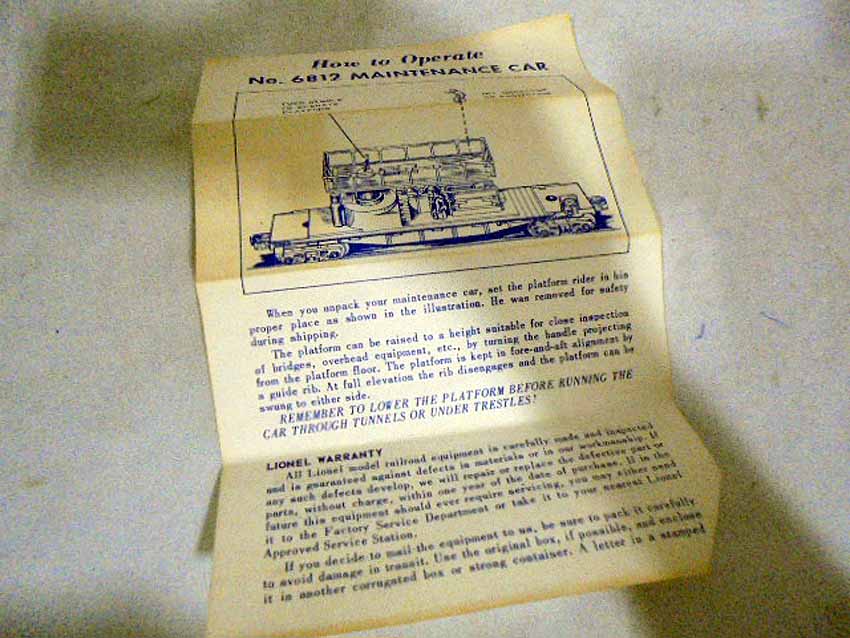 How to Operate
No. 6812 MAINTENANCE CAR
TURN HANDLE
TO
PLATFORM
When you unpack your maintenance car, set the platform rider in his
proper place as shown in the illustration. He was removed for safety
during shipping.
The platform can be raised to a height suitable for close inspection
of bridges, overhead equipment, etc., by turning the handle projecting
from the platform floor. The platform is kept in fore-and-aft alignment by
a guide rib. At full elevation the rib disengages and the platform can be
swung to either side.
REMEMBER TO LOWER THE PLATFORM BEFORE RUNNING THE
CAR THROUGH TUNNELS OR UNDER TRESTLES!
LIONEL WARRANTY
All Lionel model railroad equipment is carefully made and inspected
and is guaranteed against defects in materials or in our workmanship. If
any such defects develop, we will repair or replace the defective part or
parts, without charge, within one year of the date of purchase. If in the
future this equipment should ever require servicing, you may either send
it to the Factory Service Department or take it to your nearest Lionel
Approved Service Station.
If you decide to mail the equipment to us, be sure to pack it carefully
to avoid damage in transit. Use the original box, if possible, and enclose
it in another corrugated box or strong container. A letter in a stamped